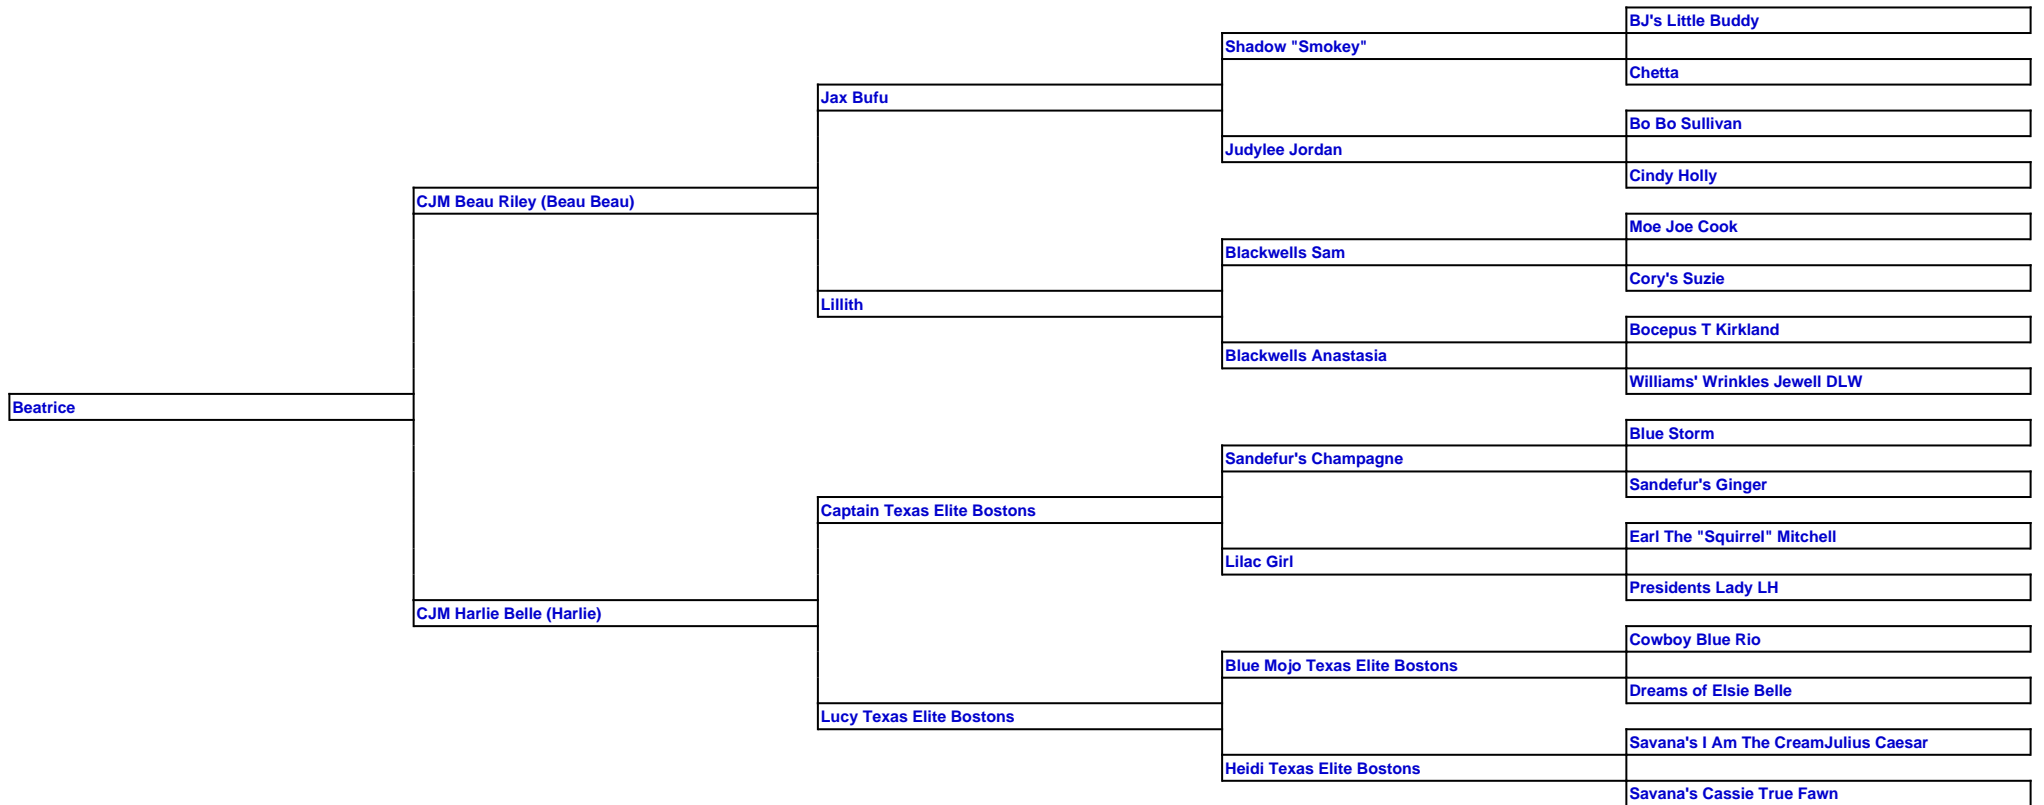 BJ's Little Buddy
Shadow "Smokey"
Chetta
Jax Bufu
Bo Bo Sullivan
Judylee Jordan
Cindy Holly
CJM Beau Riley (Beau Beau)
Moe Joe Cook
Blackwells Sam
Cory's Suzie
Lillith
Bocepus T Kirkland
Blackwells Anastasia
Williams' Wrinkles Jewell DLW
Beatrice
Blue Storm
Sandefur's Champagne
Sandefur's Ginger
Captain Texas Elite Bostons
Earl The "Squirrel" Mitchell
Lilac Girl
Presidents Lady LH
CJM Harlie Belle (Harlie)
Cowboy Blue Rio
Blue Mojo Texas Elite Bostons
Dreams of Elsie Belle
Lucy Texas Elite Bostons
Savana's I Am The CreamJulius Caesar
Heidi Texas Elite Bostons
Savana's Cassie True Fawn